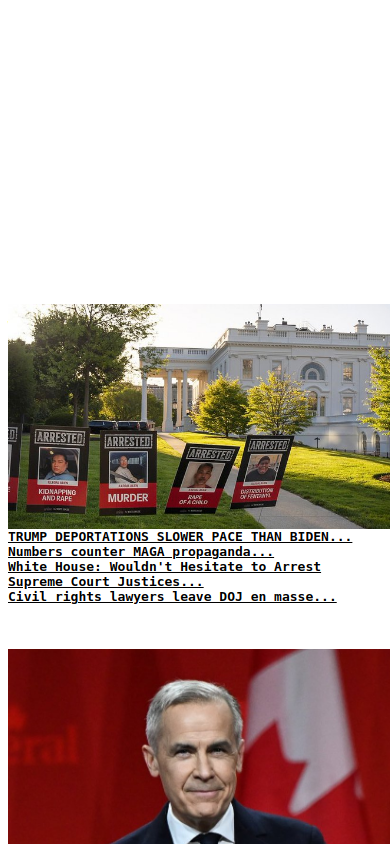 ARRESTED
ARRESTED
ARRESTED
ARRESTED
KIDNAPPING
AND RAPE
MURDER
RAPE
OF A CHILD
DISTRIBUTION
OF FENTANYL
TRUMP DEPORTATIONS SLOWER PACE THAN BIDEN...
Numbers counter MAGA propaganda...
White House: Wouldn't Hesitate to Arrest
Supreme Court Justices...
Civil rights lawyers leave DOJ en masse...
eral